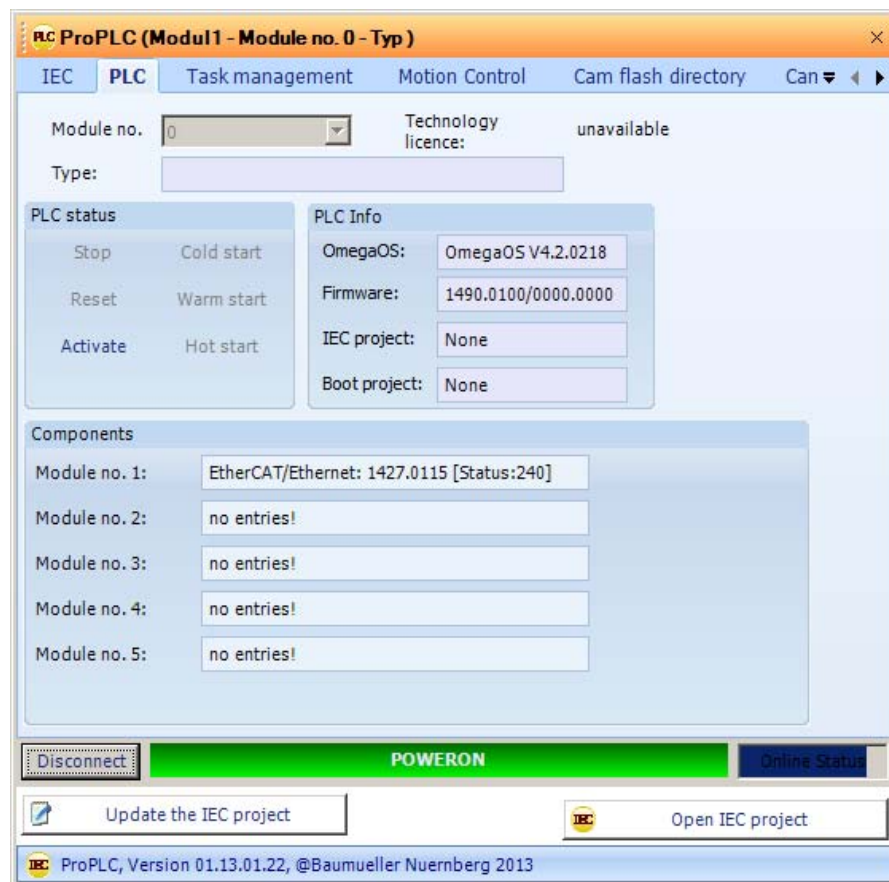 PLC ProPLC (Modul1 - Module no. 0 - Typ )
IEC PLC Task management Motion Control Cam flash directory Can
Module no. 0 Technology licence: unavailable
Type:
PLC status
Stop Cold start
Reset Warm start
Activate Hot start
PLC Info
OmegaOS: OmegaOS V4.2.0218
Firmware: 1490.0100/0000.0000
IEC project: None
Boot project: None
Components
Module no. 1: EtherCAT/Ethernet: 1427.0115 [Status:240]
Module no. 2: no entries!
Module no. 3: no entries!
Module no. 4: no entries!
Module no. 5: no entries!
Disconnect POWERON Online Status
Update the IEC project IEC Open IEC project
IEC ProPLC, Version 01.13.01.22, @Baumueller Nuernberg 2013